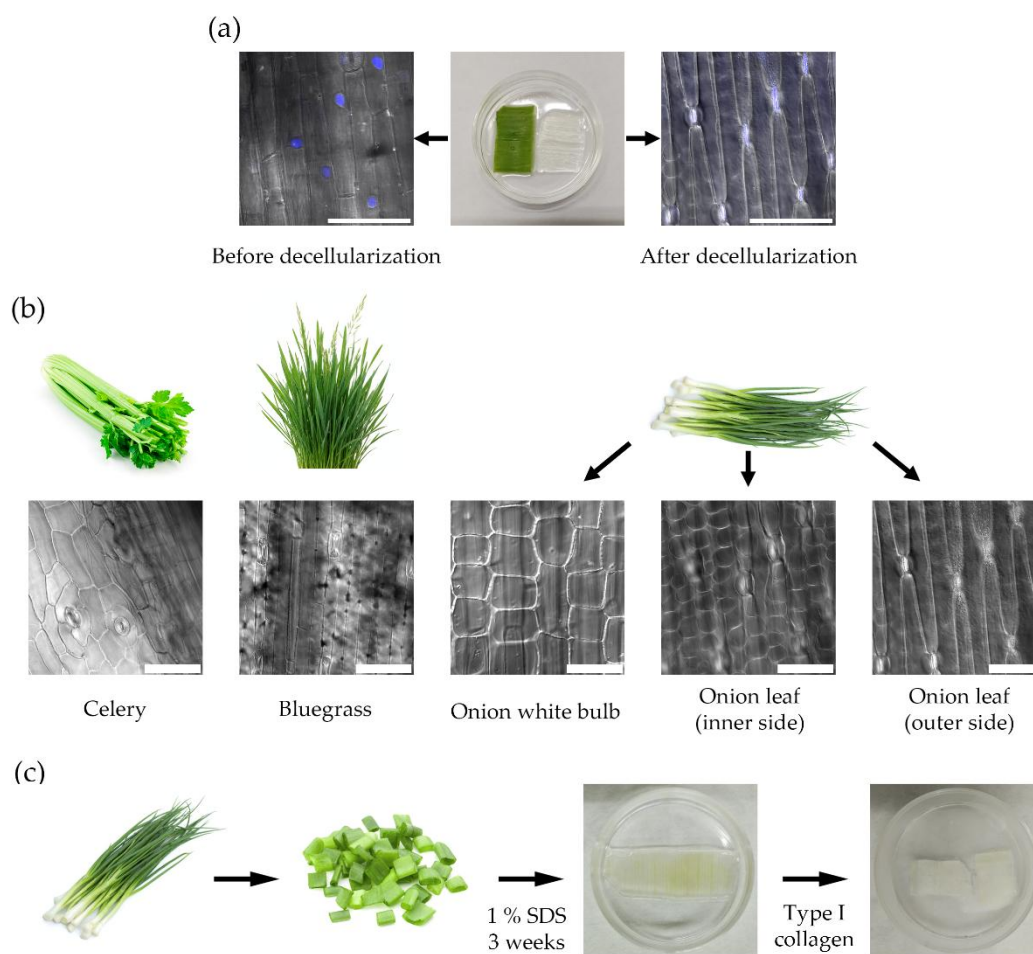 (a)
Before decellularization
After decellularization
(b)
Celery
Bluegrass
Onion white bulb
Onion leaf
(inner side)
Onion leaf
(outer side)
(c)
1 % SDS
3 weeks
Type I
collagen